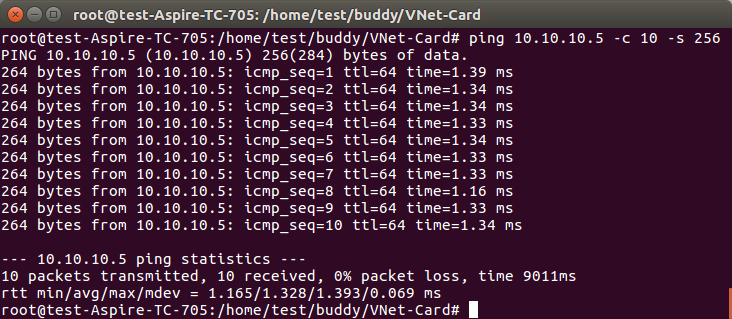 root@test-Aspire-TC-705: /home/test/buddy/VNet-Card
root@test-Aspire-TC-705:/home/test/buddy/VNet-Card# ping 10.10.10.5 -c 10 -s 256
PING 10.10.10.5 (10.10.10.5) 256(284) bytes of data.
264 bytes from 10.10.10.5: icmp_seq=1 ttl=64 time=1.39 ms
264 bytes from 10.10.10.5: icmp_seq=2 ttl=64 time=1.34 ms
264 bytes from 10.10.10.5: icmp_seq=3 ttl=64 time=1.34 ms
264 bytes from 10.10.10.5: icmp_seq=4 ttl=64 time=1.33 ms
264 bytes from 10.10.10.5: icmp_seq=5 ttl=64 time=1.34 ms
264 bytes from 10.10.10.5: icmp_seq=6 ttl=64 time=1.33 ms
264 bytes from 10.10.10.5: icmp_seq=7 ttl=64 time=1.33 ms
264 bytes from 10.10.10.5: icmp_seq=8 ttl=64 time=1.16 ms
264 bytes from 10.10.10.5: icmp_seq=9 ttl=64 time=1.33 ms
264 bytes from 10.10.10.5: icmp_seq=10 ttl=64 time=1.34 ms
--- 10.10.10.5 ping statistics ---
10 packets transmitted, 10 received, 0% packet loss, time 9011ms
rtt min/avg/max/mdev = 1.165/1.328/1.393/0.069 ms
root@test-Aspire-TC-705:/home/test/buddy/VNet-Card#